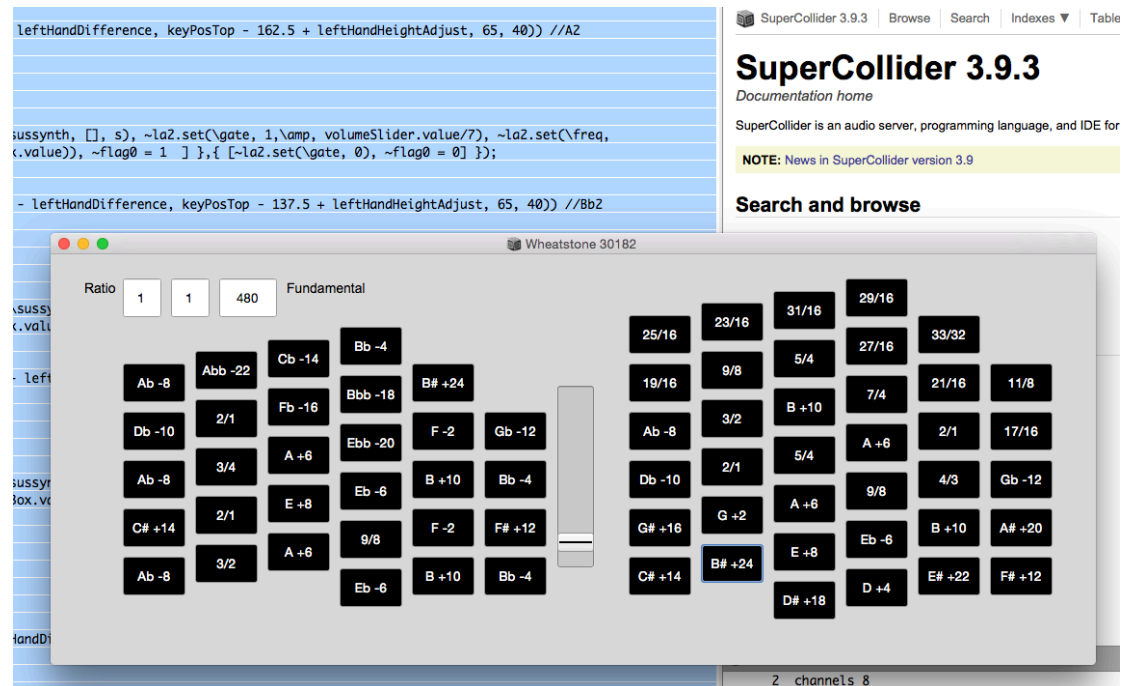 leftHandDifference, keyPosTop - 162.5 + leftHandHeightAdjust, 65, 40)) //A2
sussynth, [], s), ~la2.set(\gate, 1,\amp, volumeSlider.value/7), ~la2.set(\freq,
.value)), ~flag0 = 1 ] },{ [~la2.set(\gate, 0), ~flag0 = 0] });
- leftHandDifference, keyPosTop - 137.5 + leftHandHeightAdjust, 65, 40)) //Bb2
SuperCollider 3.9.3 Browse Search Indexes ▼ Table
SuperCollider 3.9.3
Documentation home
SuperCollider is an audio server, programming language, and IDE for
NOTE: News in SuperCollider version 3.9
Search and browse
Wheatstone 30182
Ratio 1 1 480 Fundamental
\sussy
x.valu
- left
sussyn
Box.va
HandDi
Bb -4
Cb -14
Abb -22
Ab -8
Bbb -18
B# +24
Fb -16
2/1
Db -10
Ebb -20
F -2
Gb -12
A +6
3/4
Ab -8
Eb -6
B +10
Bb -4
E +8
2/1
C# +14
9/8
F -2
F# +12
A +6
3/2
Ab -8
Eb -6
B +10
Bb -4
29/16
31/16
23/16
25/16
27/16
33/32
5/4
9/8
19/16
7/4
21/16
11/8
B +10
3/2
Ab -8
A +6
2/1
17/16
5/4
2/1
Db -10
9/8
4/3
Gb -12
A +6
G +2
G# +16
Eb -6
B +10
A# +20
E +8
B# +24
C# +14
D +4
E# +22
F# +12
D# +18
2 channels 8